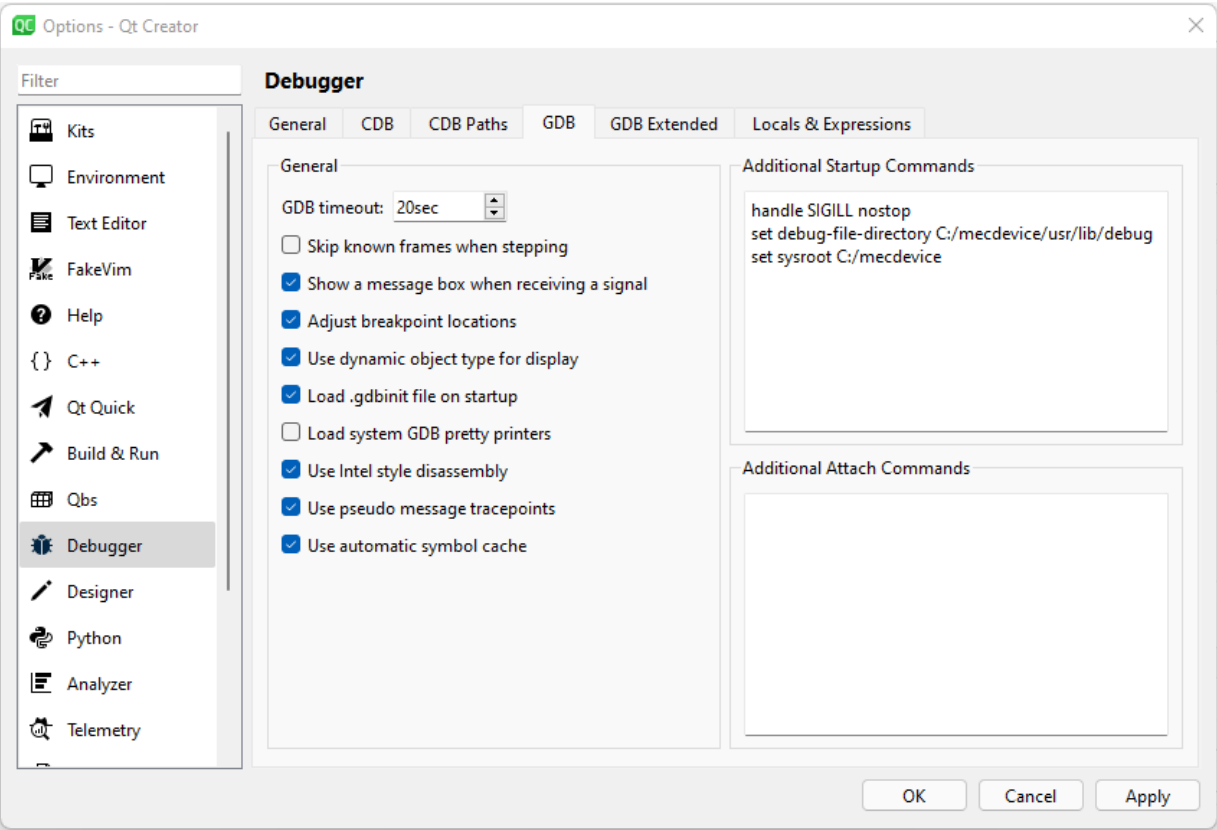 QC Options - Qt Creator
Filter
Kits
Environment
Text Editor
Fake FakeVim
Help
{} C++
Qt Quick
Build & Run
Qbs
Debugger
Designer
Python
Analyzer
Telemetry
Debugger
General CDB CDB Paths GDB GDB Extended Locals & Expressions
General
GDB timeout: 20sec
Skip known frames when stepping
Show a message box when receiving a signal
Adjust breakpoint locations
Use dynamic object type for display
Load .gdbinit file on startup
Load system GDB pretty printers
Use Intel style disassembly
Use pseudo message tracepoints
Use automatic symbol cache
Additional Startup Commands
handle SIGILL nostop
set debug-file-directory C:/mecdevice/usr/lib/debug
set sysroot C:/mecdevice
Additional Attach Commands
OK Cancel Apply